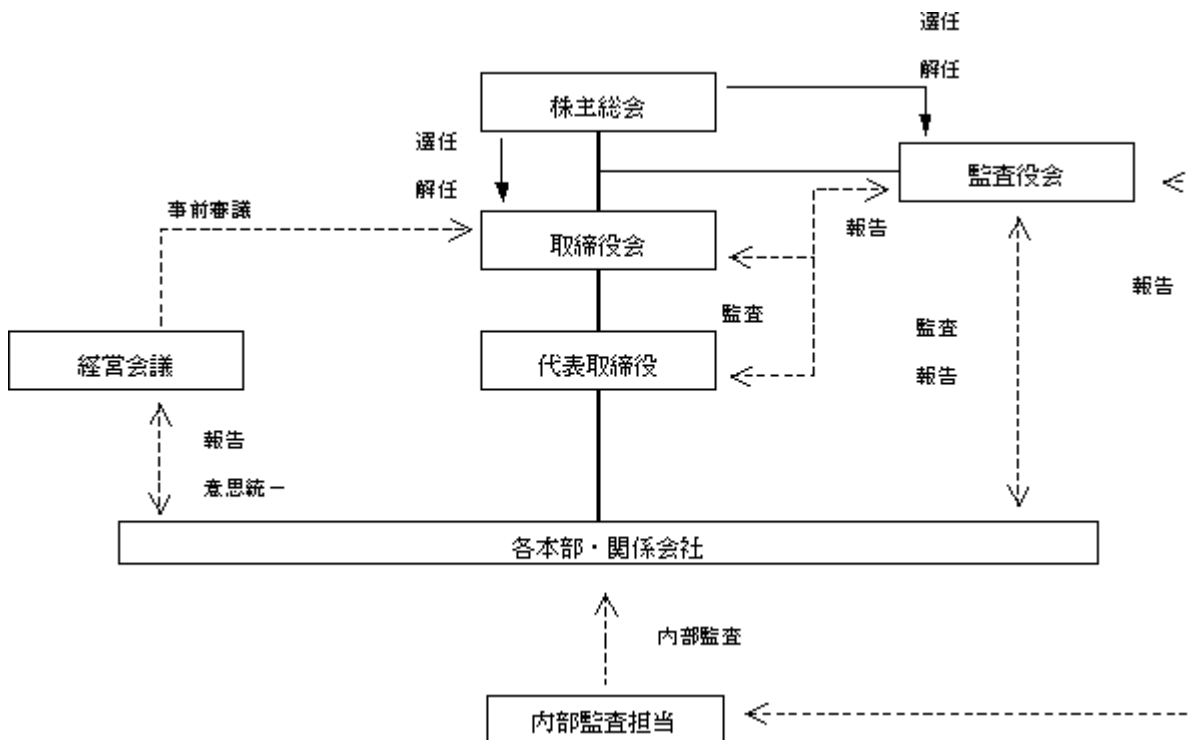 選任
解任
株主総会
選任
解任
監査役会
事前審議
取締役会
報告
報告
監査
監査
報告
経営会議
代表取締役
報告
意思統一
各本部・関係会社
内部監査
内部監査担当